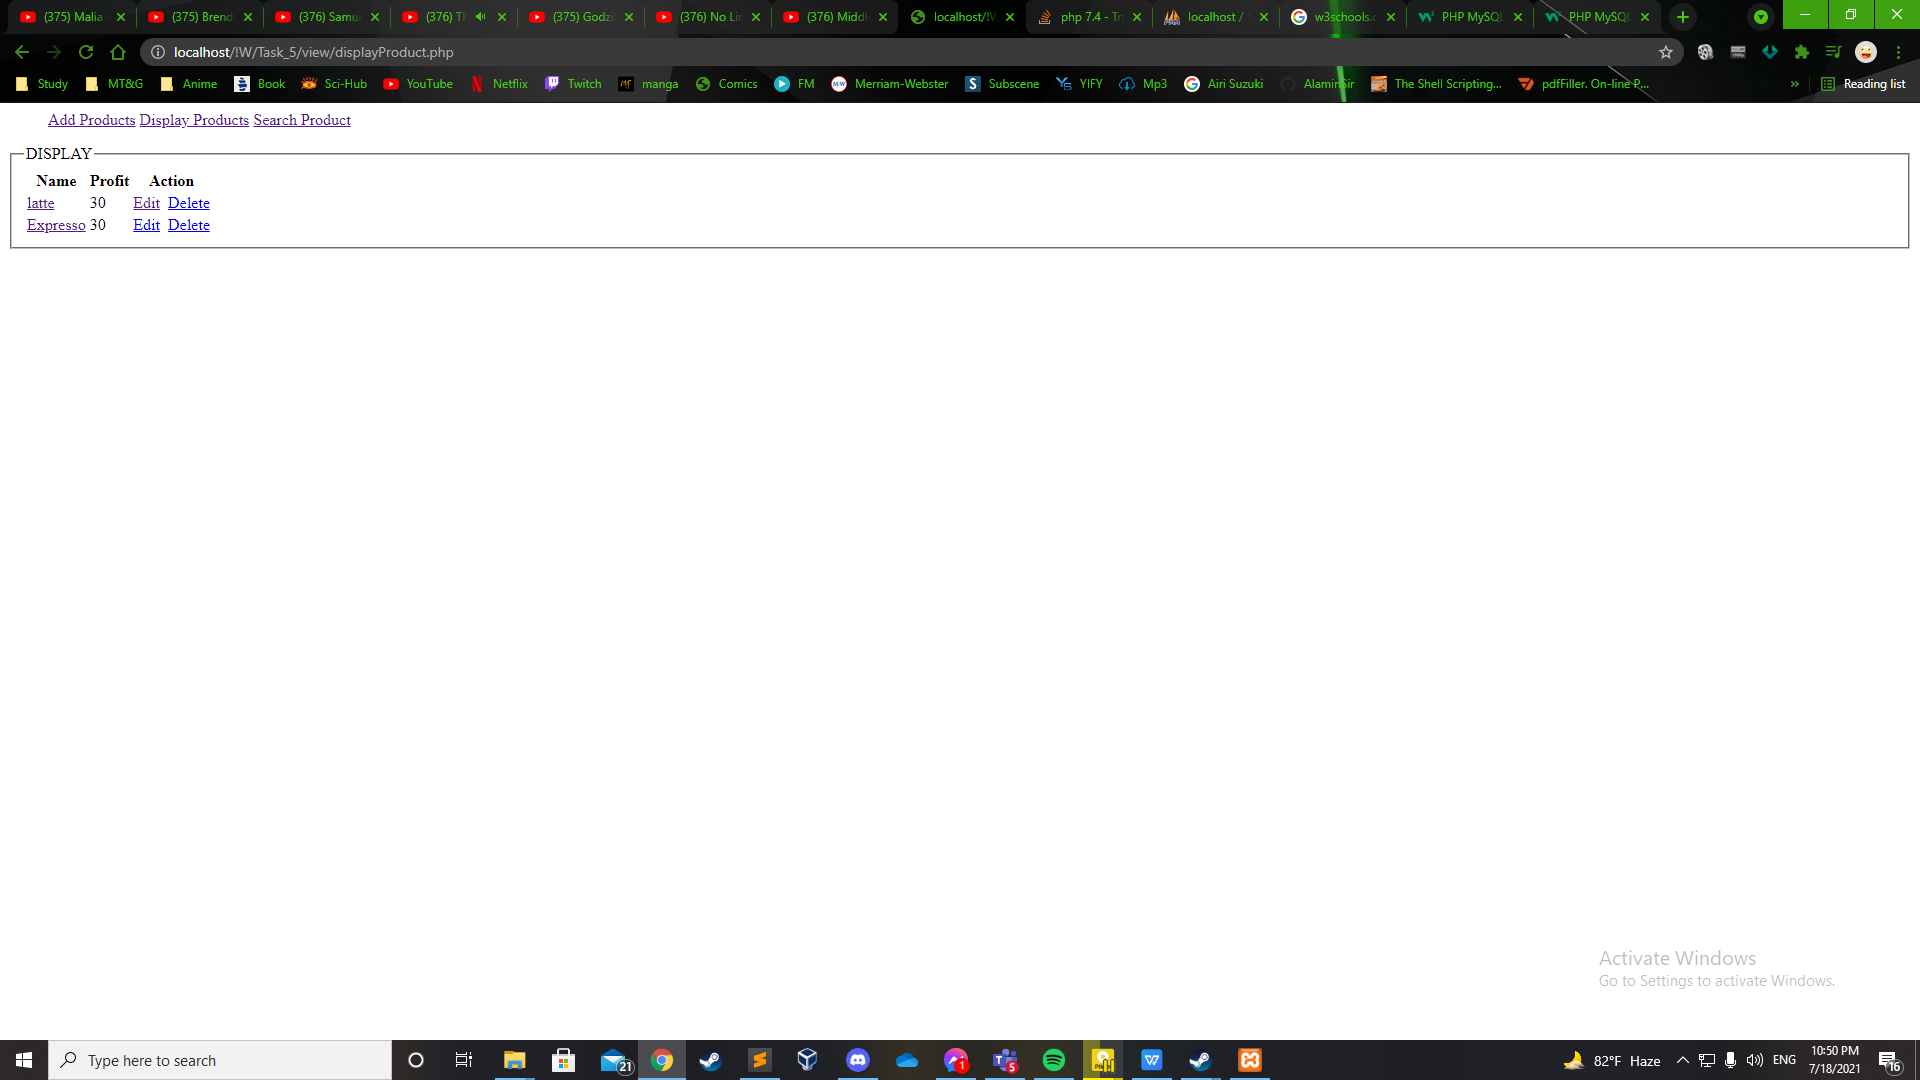 (375) Malia
(375) Brend
(376) Samu
(376) Th
(375) Godzi
(376) No Lir
(376) Middl
localhost/!W
php 7.4 - Tr
localhost /
w3schools.c
PHP MySQL
PHP MySQL
localhost/!W/Task_5/view/displayProduct.php
Study MT&G Anime Book Sci-Hub YouTube Netflix Twitch manga Comics FM Merriam-Webster Subscene YIFY Mp3 Airi Suzuki AlaminSir The Shell Scripting... pdfFiller. On-line P... » Reading list
Add Products Display Products Search Product
DISPLAY
Name Profit Action
latte 30 Edit Delete
Expresso 30 Edit Delete
Activate Windows
Go to Settings to activate Windows.
Type here to search
21
1
5
82°F Haze
ENG
10:50 PM
7/18/2021
16